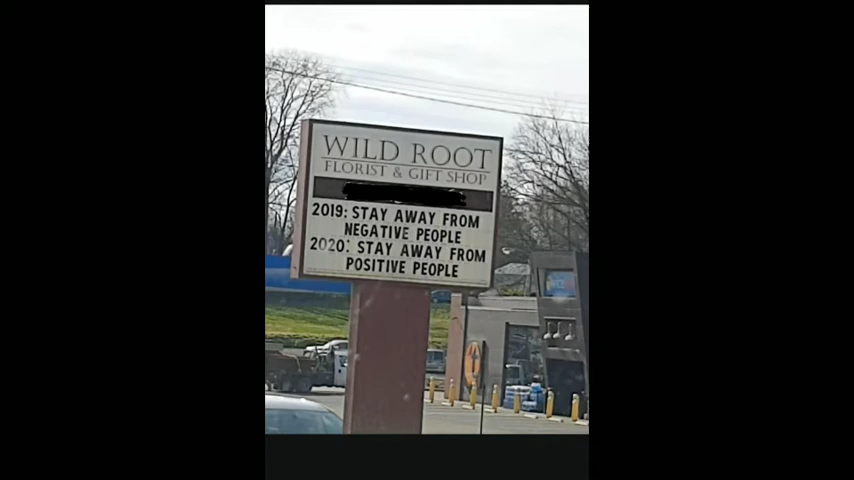 WILD ROOT
FLORIST & GIFT SHOP
2019: STAY AWAY FROM
NEGATIVE PEOPLE
2020: STAY AWAY FROM
POSITIVE PEOPLE